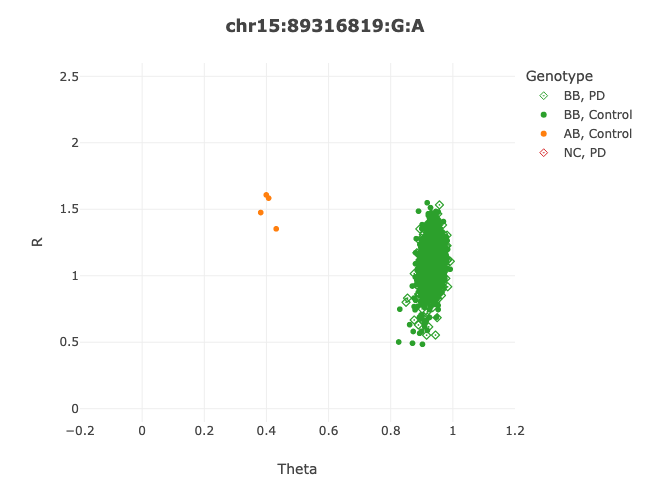 chr15:89316819:G:A
Genotype
BB, PD
BB, Control
AB, Control
NC, PD
2.5
2
1.5
1
0.5
0
R
−0.2 0 0.2 0.4 0.6 0.8 1 1.2
Theta